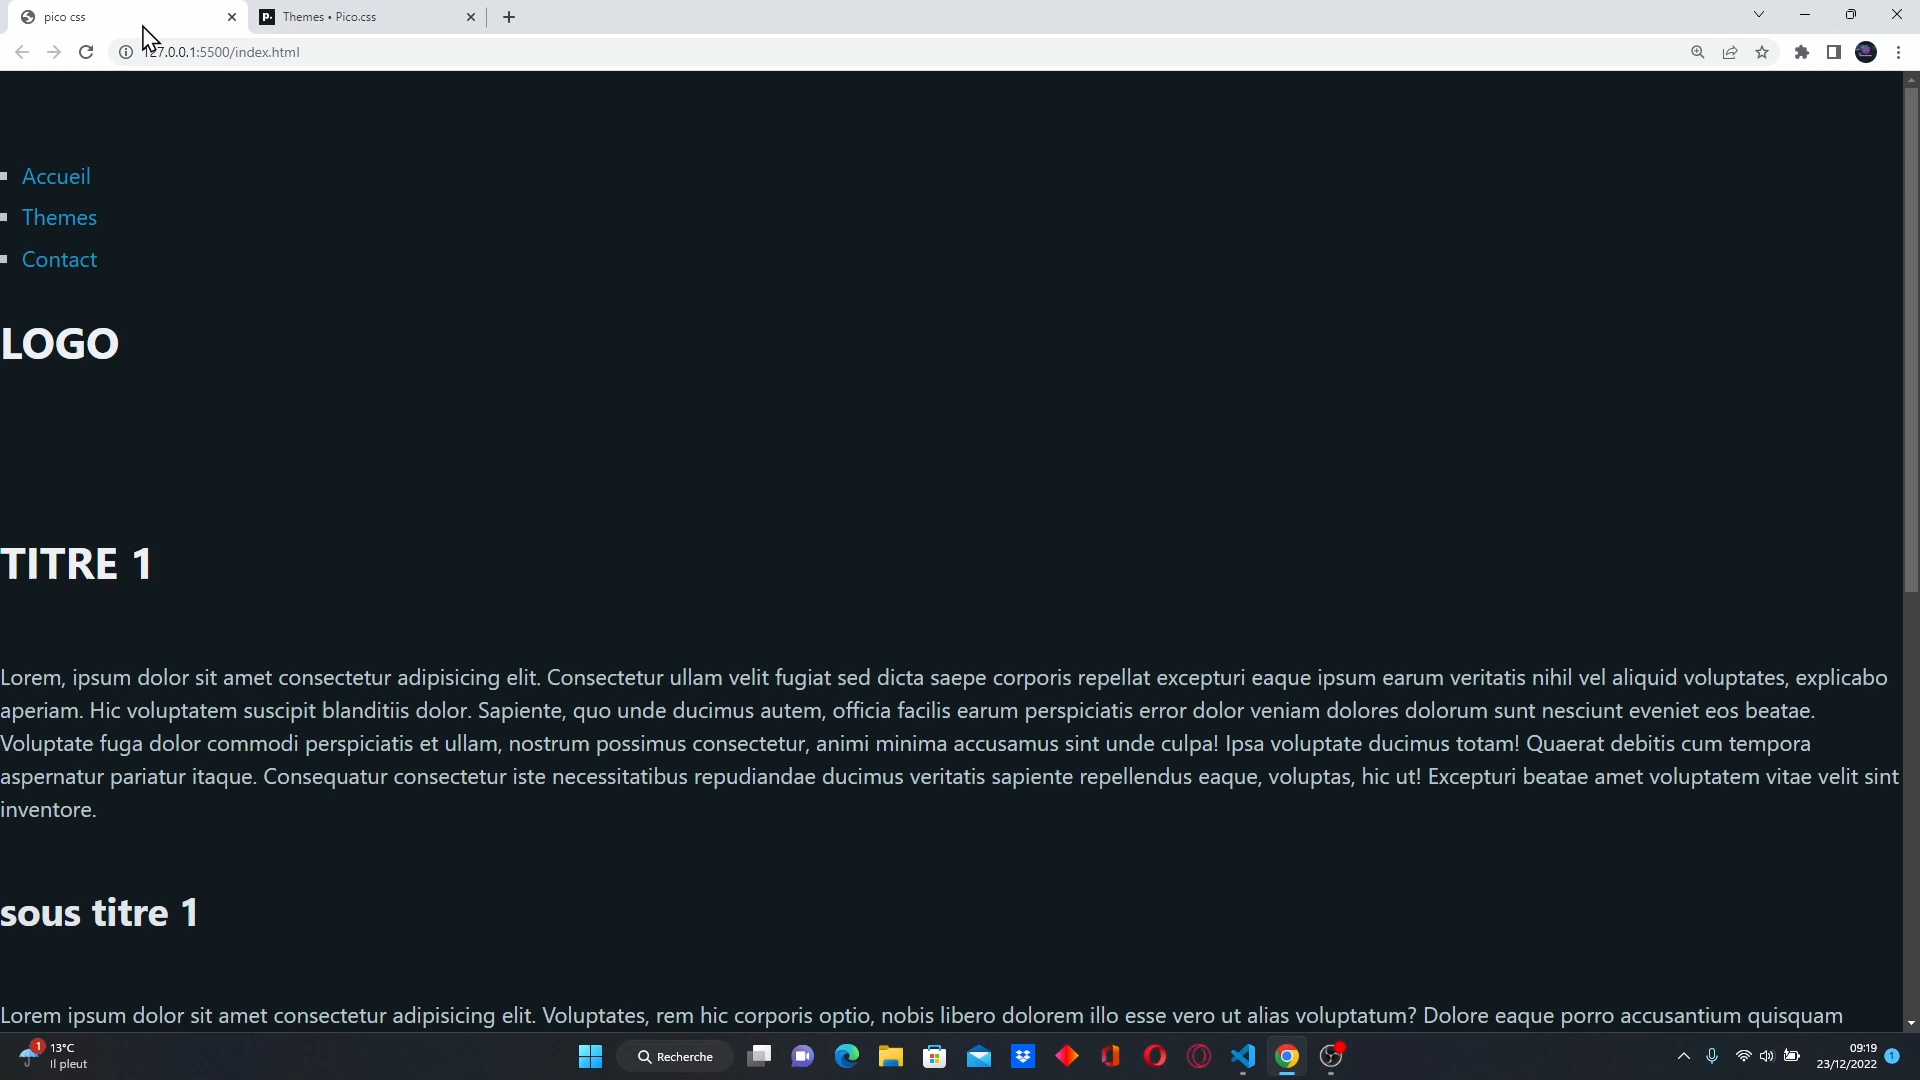 pico css
Themes • Pico.css
127.0.0.1:5500/index.html
Accueil
Themes
Contact
LOGO
TITRE 1
Lorem, ipsum dolor sit amet consectetur adipisicing elit. Consectetur ullam velit fugiat sed dicta saepe corporis repellat excepturi eaque ipsum earum veritatis nihil vel aliquid voluptates, explicabo
aperiam. Hic voluptatem suscipit blanditiis dolor. Sapiente, quo unde ducimus autem, officia facilis earum perspiciatis error dolor veniam dolores dolorum sunt nesciunt eveniet eos beatae.
Voluptate fuga dolor commodi perspiciatis et ullam, nostrum possimus consectetur, animi minima accusamus sint unde culpa! Ipsa voluptate ducimus totam! Quaerat debitis cum tempora
aspernatur pariatur itaque. Consequatur consectetur iste necessitatibus repudiandae ducimus veritatis sapiente repellendus eaque, voluptas, hic ut! Excepturi beatae amet voluptatem vitae velit sint
inventore.
sous titre 1
Lorem ipsum dolor sit amet consectetur adipisicing elit. Voluptates, rem hic corporis optio, nobis libero dolorem illo esse vero ut alias voluptatum? Dolore eaque porro accusantium quisquam
1
13°C
Il pleut
Recherche
09:19
23/12/2022
1